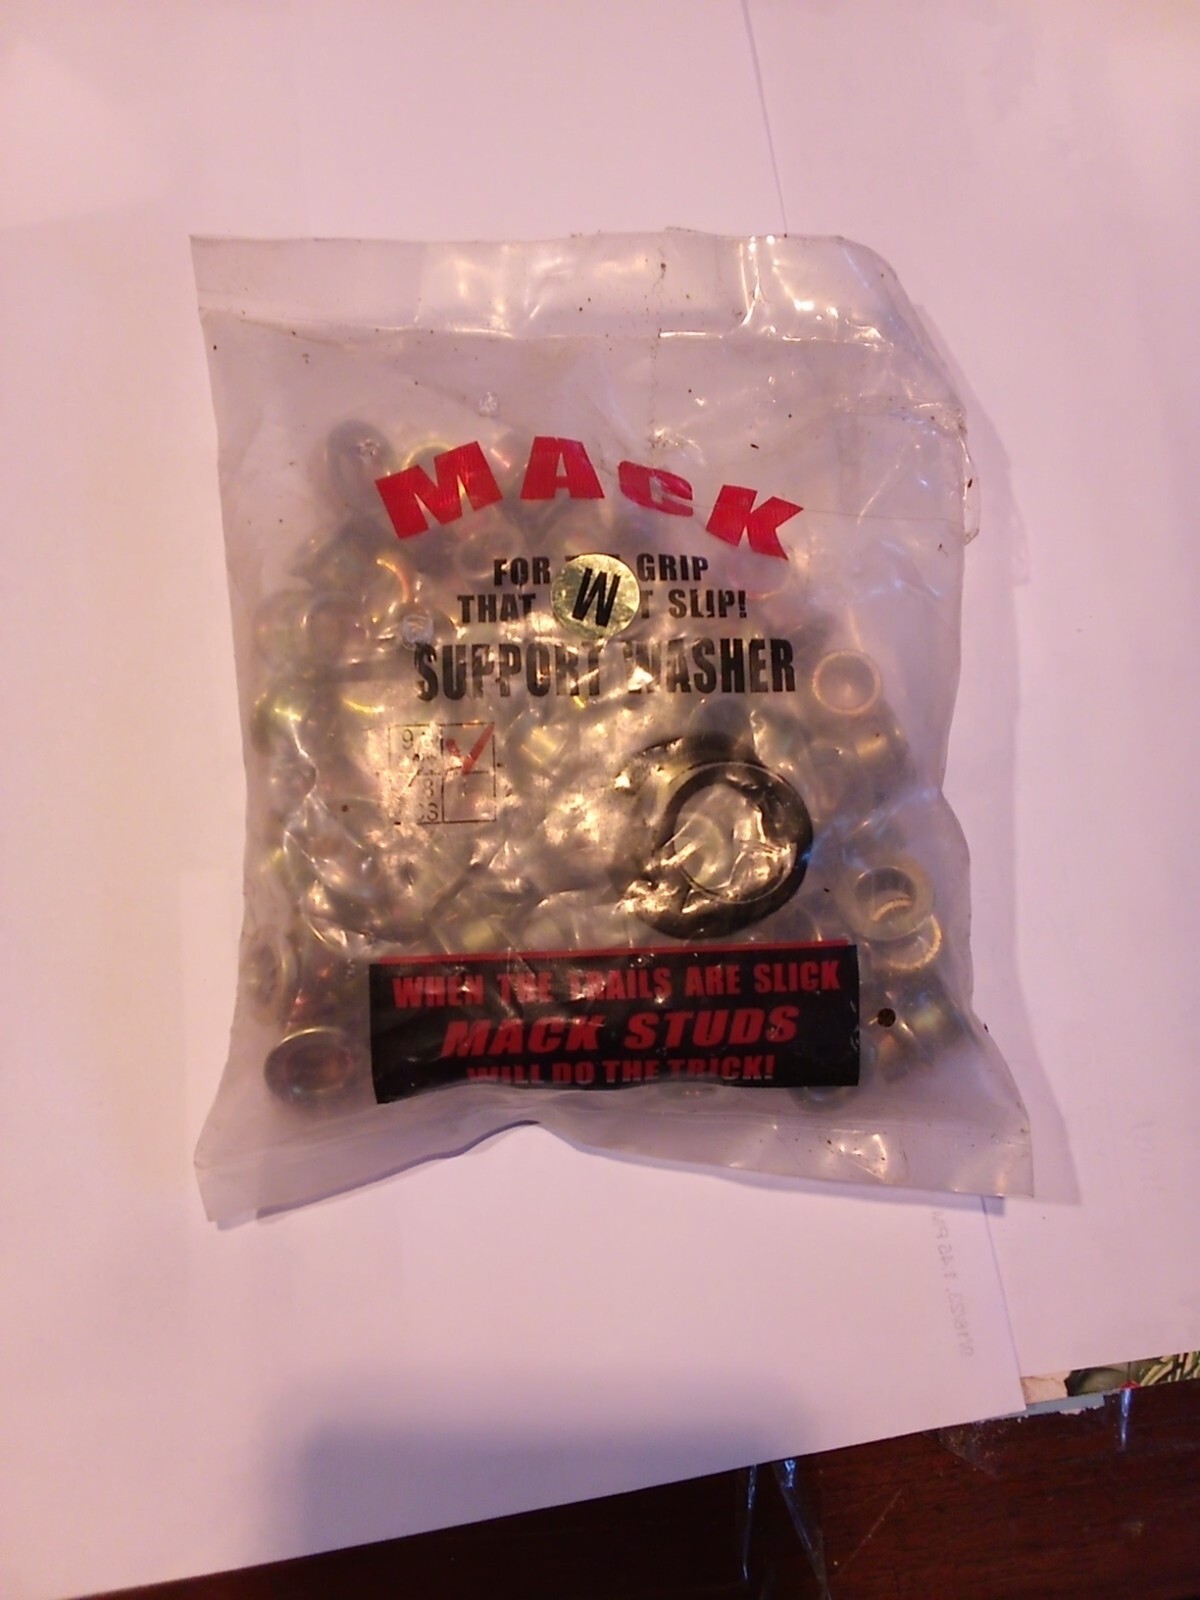 MACK
FOR GRIP
THAT T SLIP!
SUPPORT WASHER
WHEN THE TRAILS ARE SLICK
MACK STUDS
WILL DO THE TRICK!